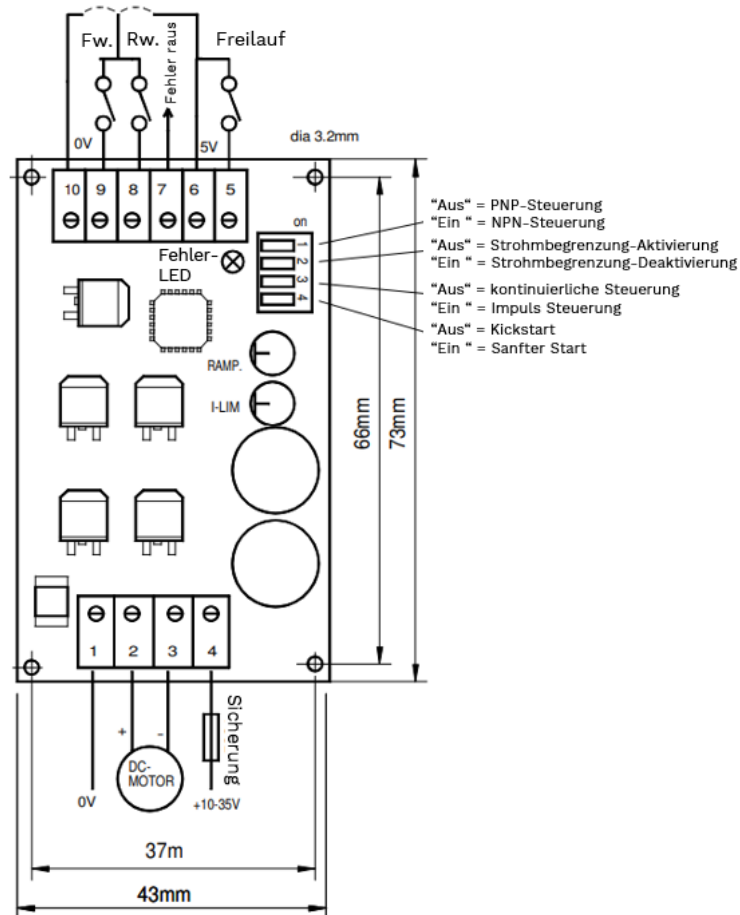 Fw. Rw. Freilauf
Fehler raus
0V 5V dia 3.2mm
10 9 8 7 6 5
on
1
2
3
4
"Aus“ = PNP-Steuerung
"Ein“ = NPN-Steuerung
"Aus“ = Strohmbegrenzung-Aktivierung
"Ein “ = Strohmbegrenzung-Deaktivierung
"Aus“ = kontinuierliche Steuerung
"Ein “ = Impuls Steuerung
"Aus“ = Kickstart
"Ein “ = Sanfter Start
Fehler-
LED
RAMP.
I-LIM
66mm
73mm
1 2 3 4
+ -
Sicherung
DC-
MOTOR
0V +10-35V
37m
43mm